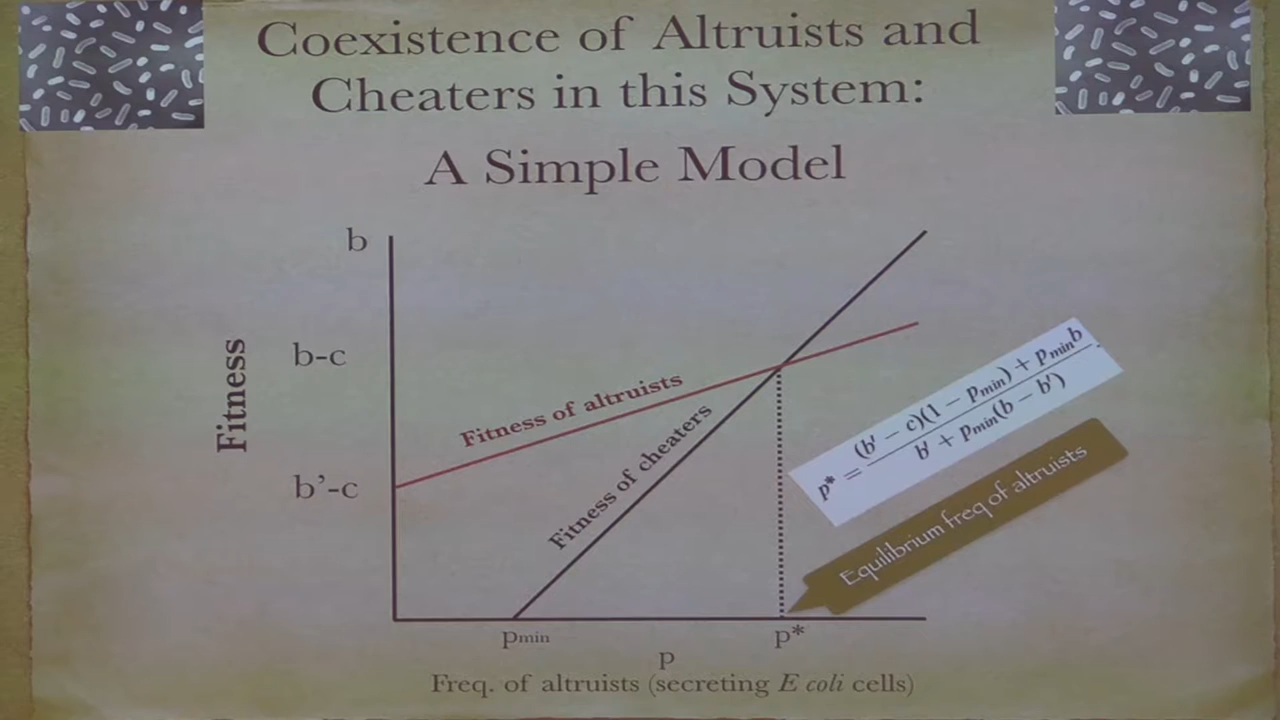 Coexistence of Altruists and
Cheaters in this System:
A Simple Model
b
b-c
b’-c
Fitness
Fitness of altruists
Fitness of cheaters
p* = (b' − c)(1 − pmin) + pminb / b' + pmin(b − b') .
Equilibrium freq of altruists
pmin
p*
p
Freq. of altruists (secreting E coli cells)